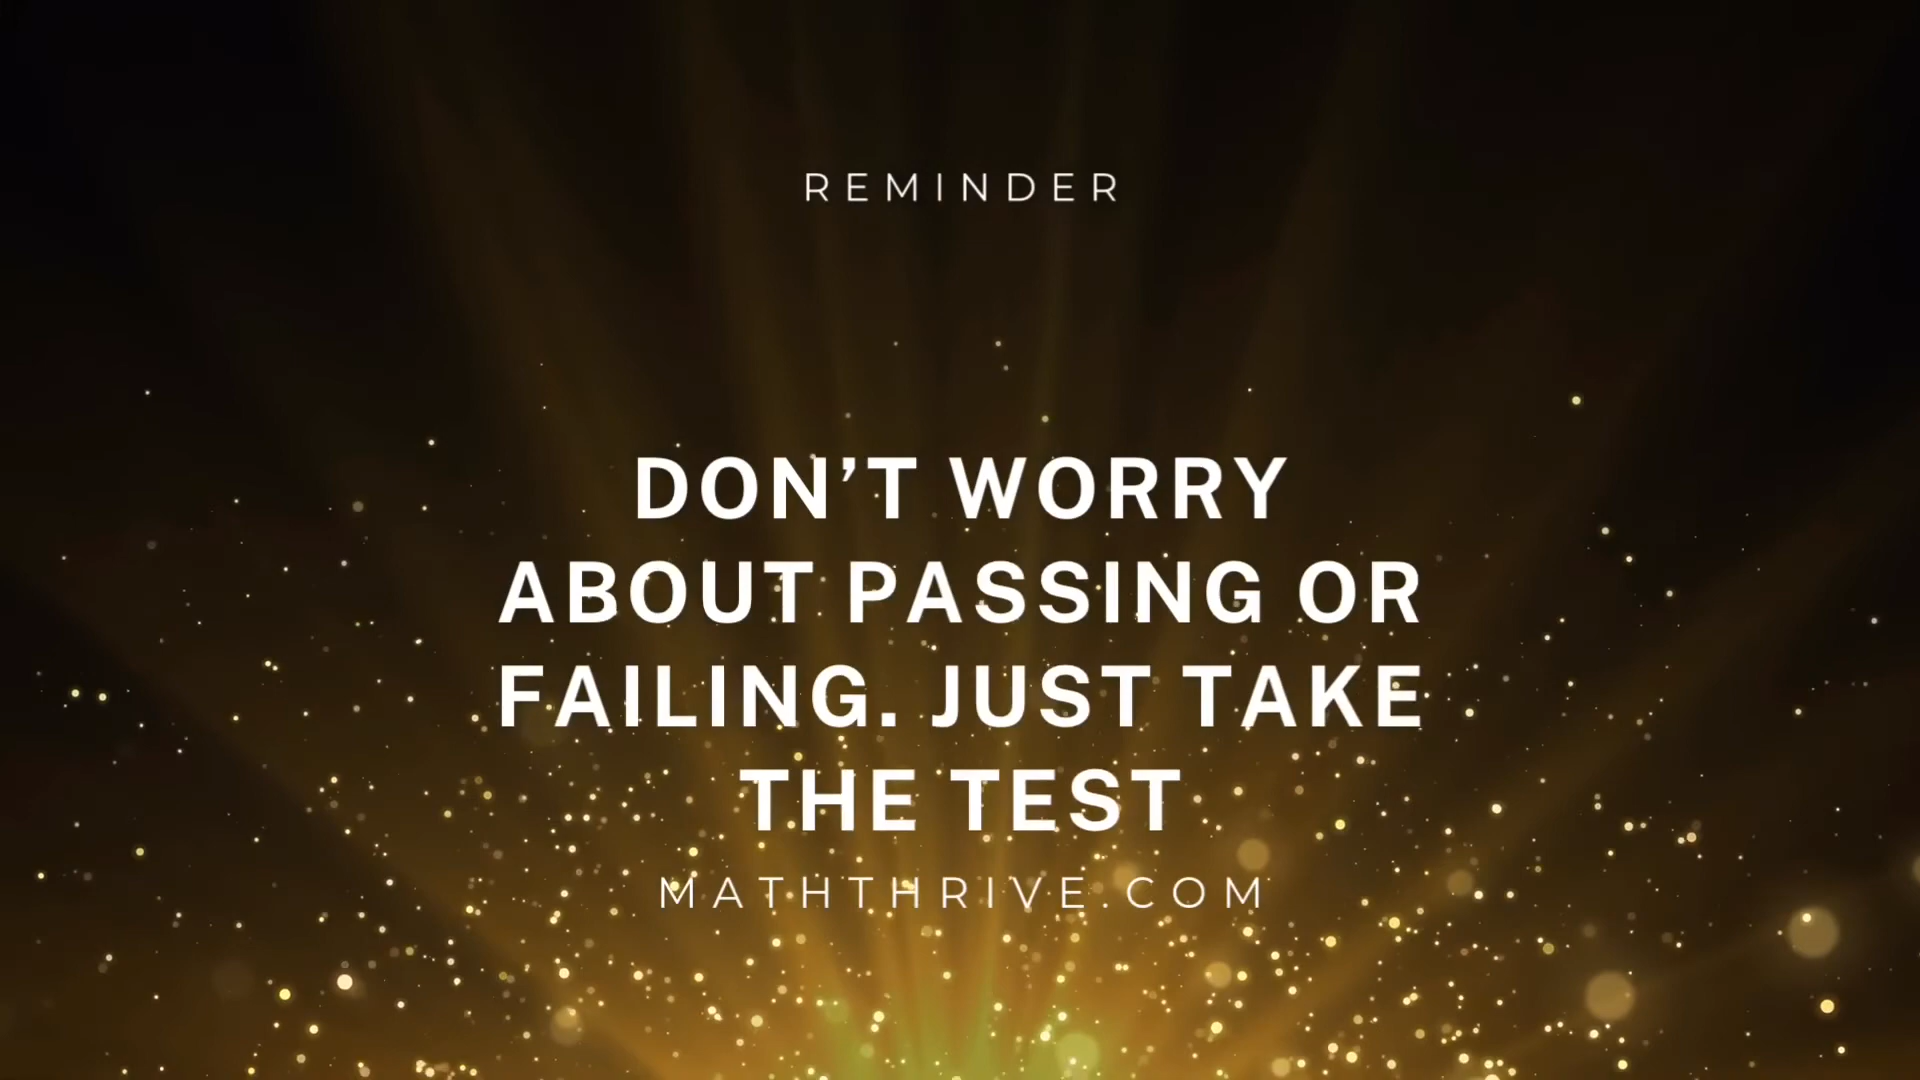 REMINDER
DON’T WORRY
ABOUT PASSING OR
FAILING. JUST TAKE
THE TEST
MATHTHRIVE.COM